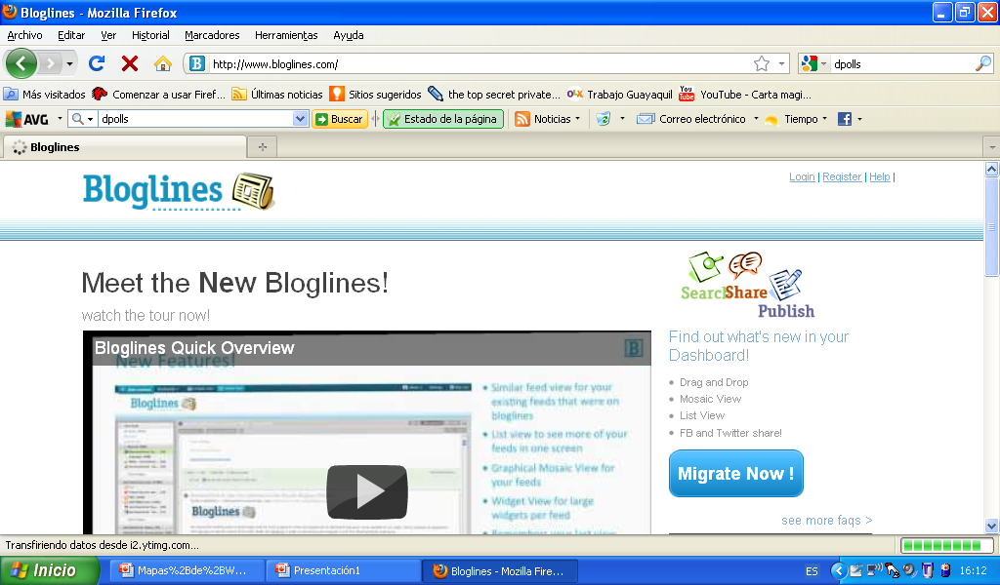 Bloglines - Mozilla Firefox
Archivo Editar Ver Historial Marcadores Herramientas Ayuda
http://www.bloglines.com/ dpolls
Más visitados Comenzar a usar Firef... Últimas noticias Sitios sugeridos the top secret private... OLX Trabajo Guayaquil You Tube YouTube - Carta magi...
AVG dpolls Buscar Estado de la página Noticias Correo electrónico Tiempo
Bloglines
Bloglines
Login | Register | Help |
Meet the New Bloglines!
watch the tour now!
Search Share
Publish
Find out what's new in your
Dashboard!
Drag and Drop
Mosaic View
List View
FB and Twitter share!
Migrate Now !
see more faqs >
Bloglines Quick Overview B
New Features!
Bloglines
Similar feed view for your
existing feeds that were on
bloglines
List view to see more of your
feeds in one screen
Graphical Mosaic View for
your feeds
Widget View for large
widgets per feed
Remember your last view
Bloglines
Transfiriendo datos desde i2.ytimg.com...
Inicio Mapas%2Bde%2BW... Presentación1 Bloglines - Mozilla Fire... ES 16:12